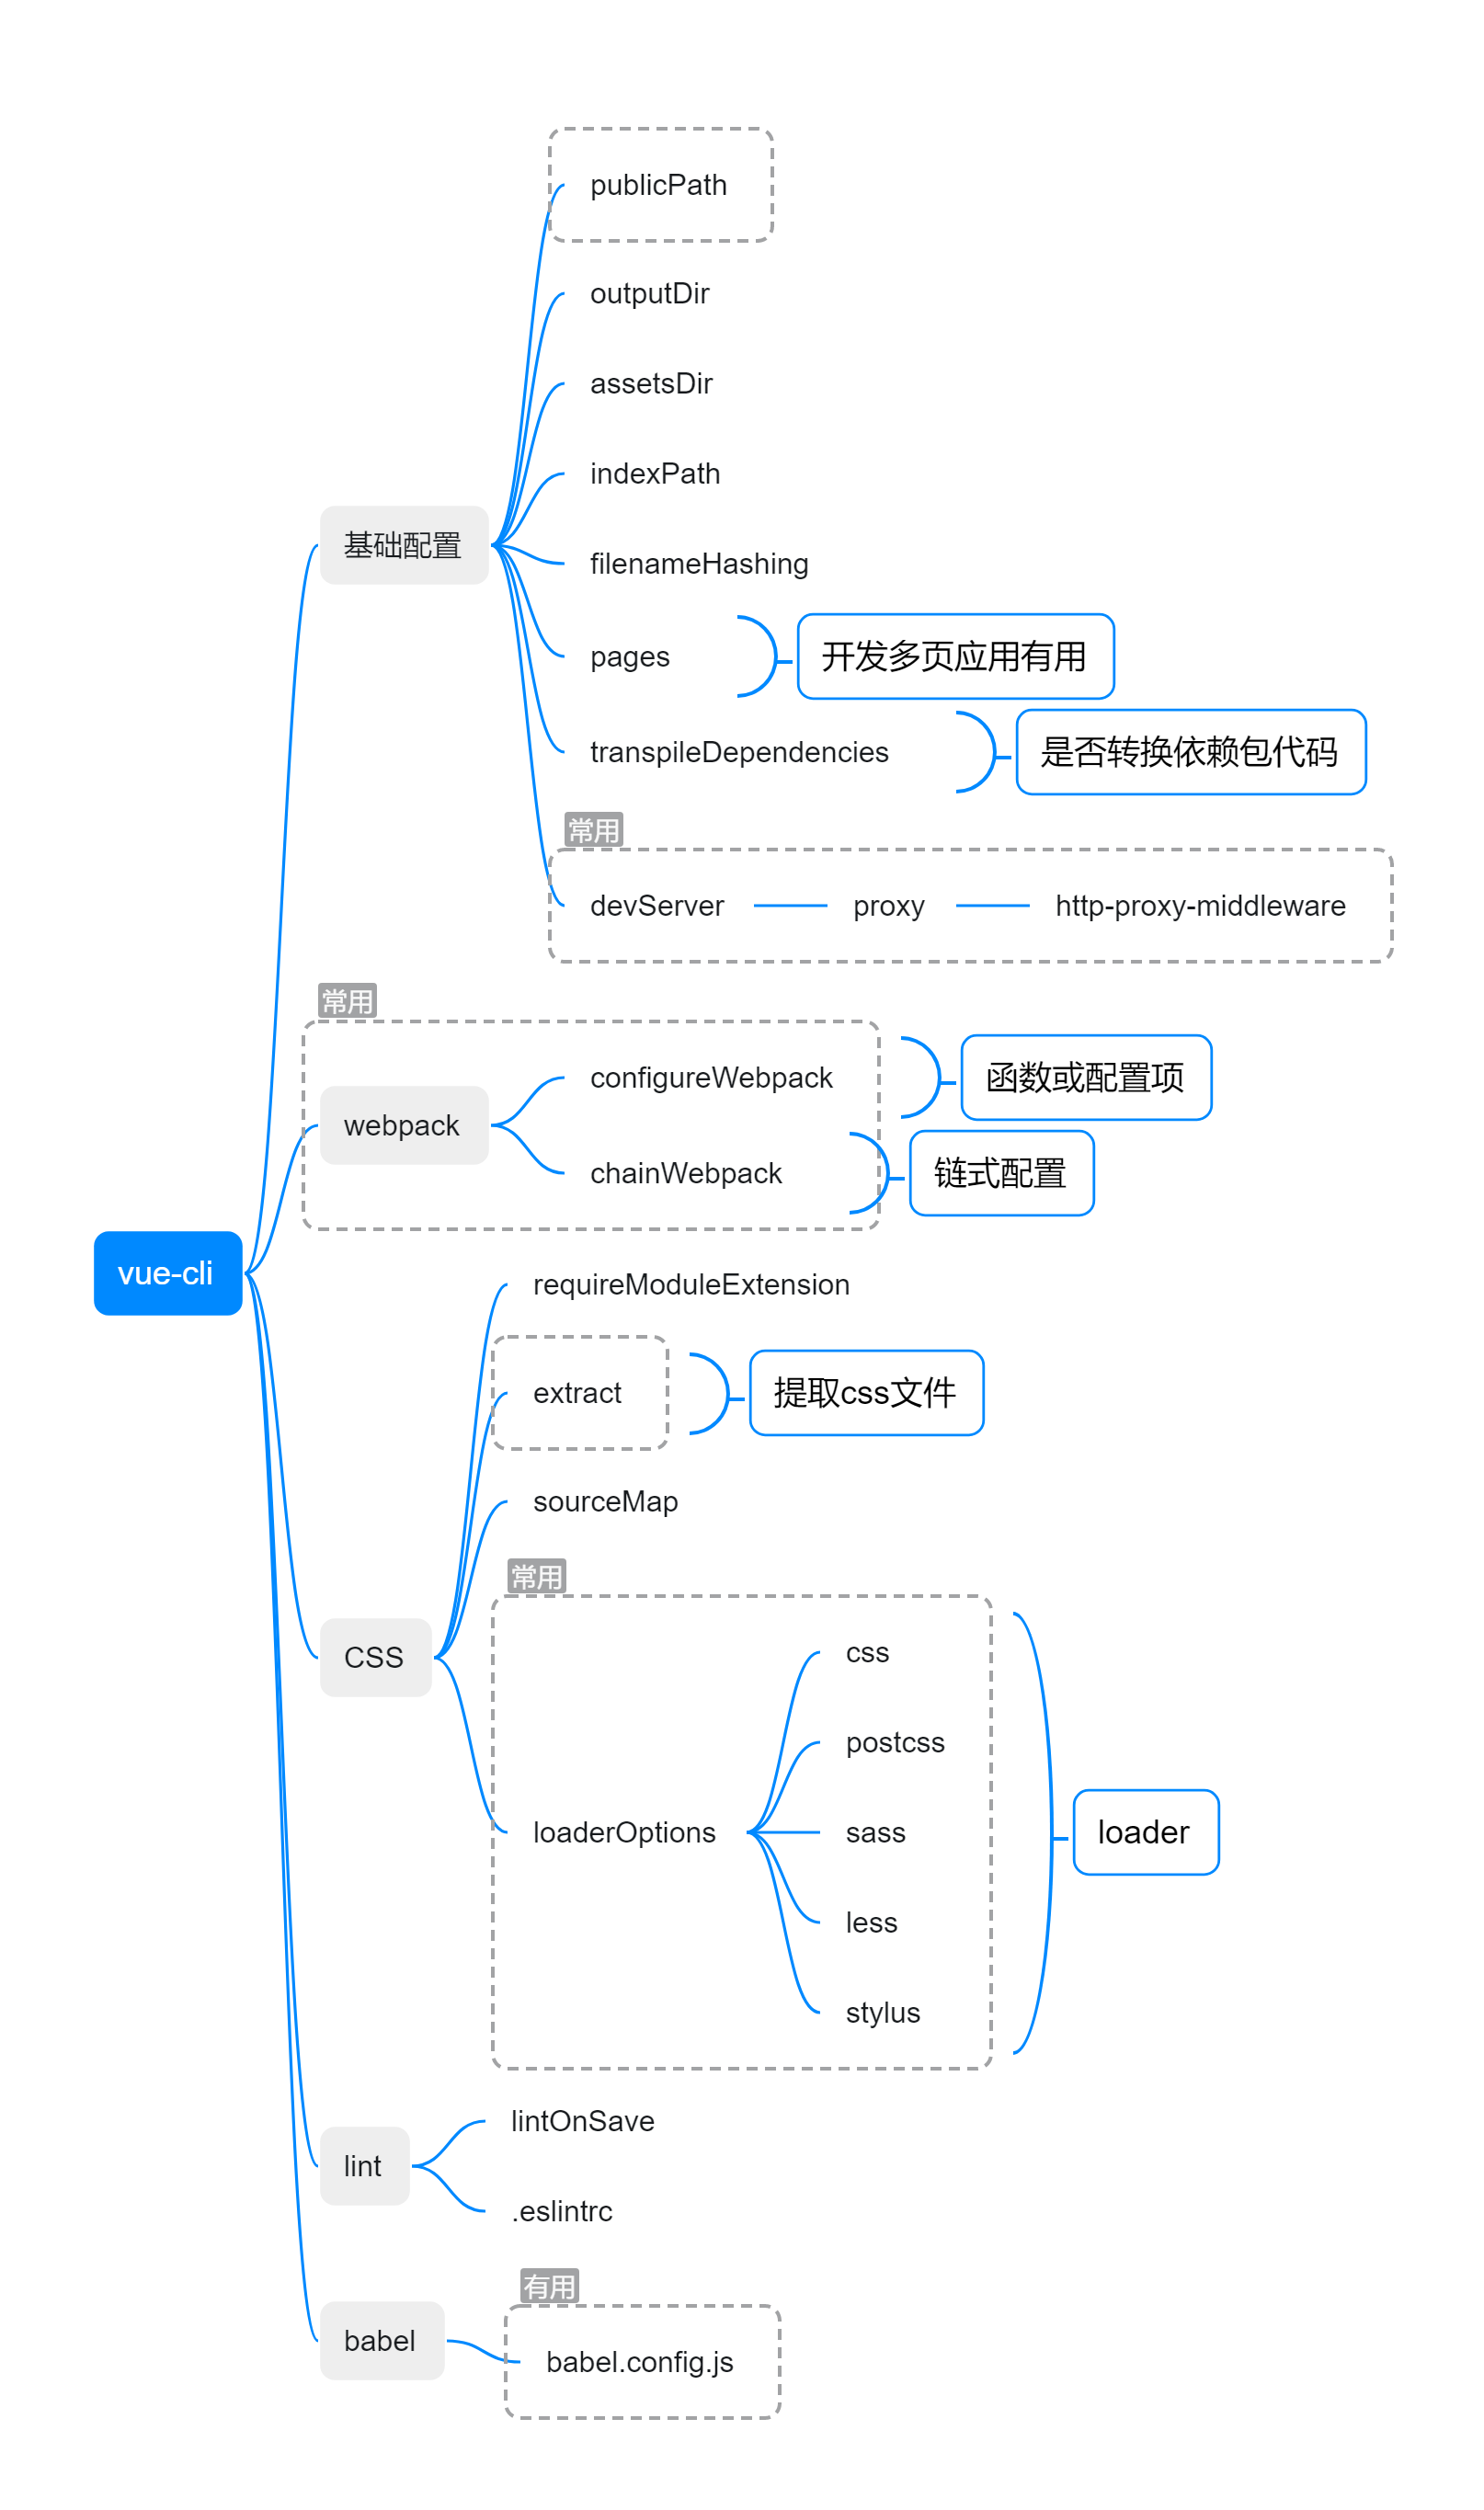 publicPath
outputDir
assetsDir
indexPath
基础配置
filenameHashing
pages
开发多页应用有用
transpileDependencies
是否转换依赖包代码
常用
devServer
proxy
http-proxy-middleware
常用
configureWebpack
函数或配置项
webpack
chainWebpack
链式配置
vue-cli
requireModuleExtension
extract
提取css文件
sourceMap
常用
css
CSS
postcss
loaderOptions
sass
loader
less
stylus
lintOnSave
lint
.eslintrc
有用
babel
babel.config.js